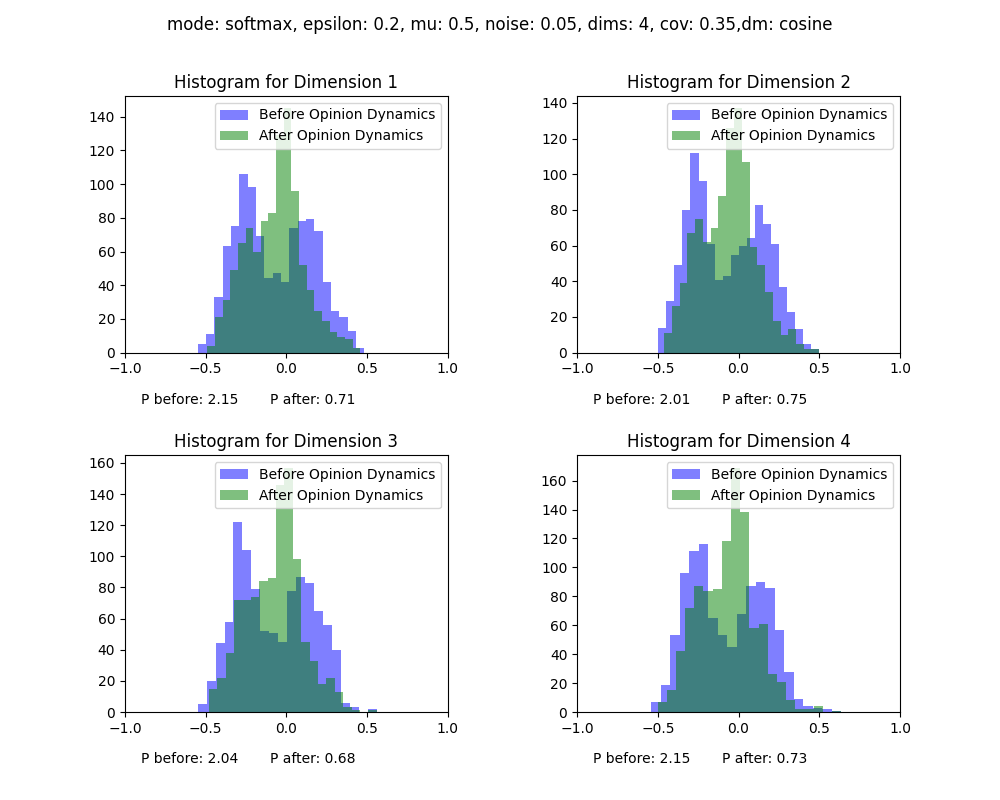 mode: softmax, epsilon: 0.2, mu: 0.5, noise: 0.05, dims: 4, cov: 0.35,dm: cosine
Histogram for Dimension 1
Before Opinion Dynamics
After Opinion Dynamics
140
120
100
80
60
40
20
0
−1.0 −0.5 0.0 0.5 1.0
P before: 2.15 P after: 0.71
Histogram for Dimension 2
Before Opinion Dynamics
After Opinion Dynamics
140
120
100
80
60
40
20
0
−1.0 −0.5 0.0 0.5 1.0
P before: 2.01 P after: 0.75
Histogram for Dimension 3
Before Opinion Dynamics
After Opinion Dynamics
160
140
120
100
80
60
40
20
0
−1.0 −0.5 0.0 0.5 1.0
P before: 2.04 P after: 0.68
Histogram for Dimension 4
Before Opinion Dynamics
After Opinion Dynamics
160
140
120
100
80
60
40
20
0
−1.0 −0.5 0.0 0.5 1.0
P before: 2.15 P after: 0.73